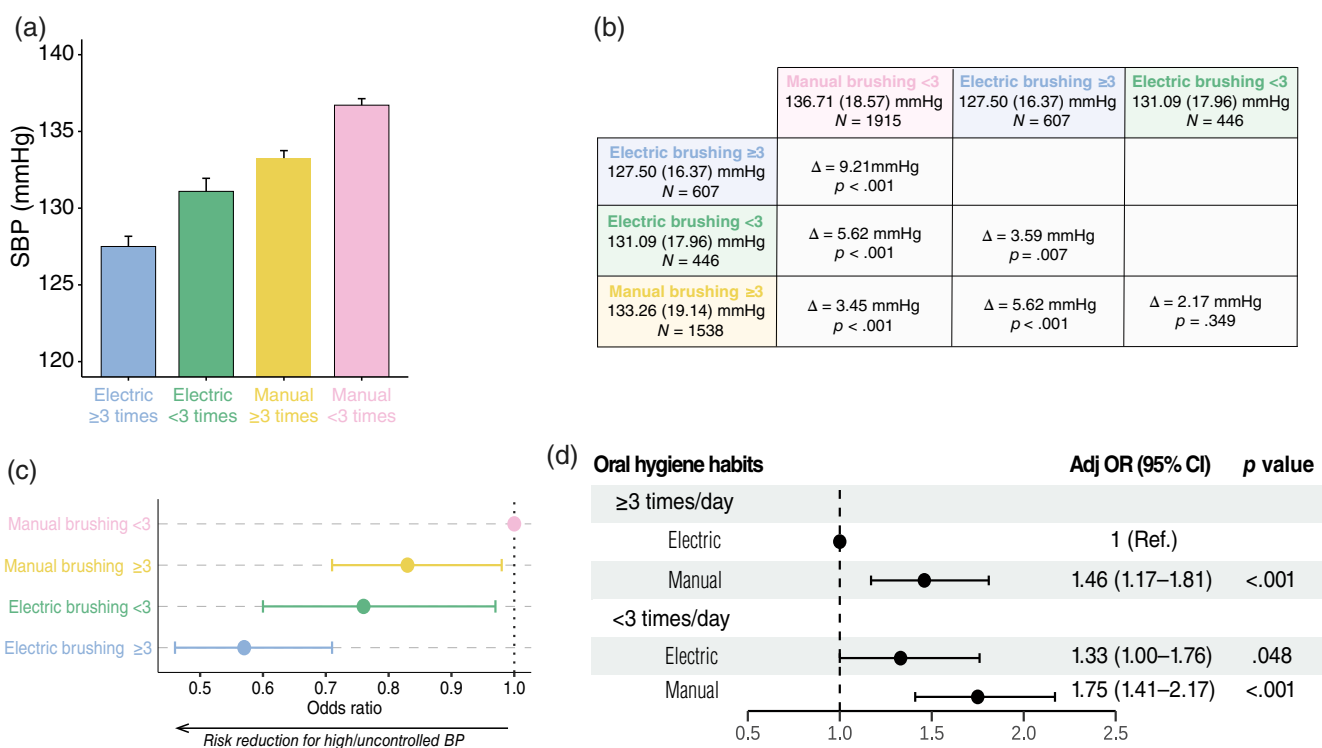 (a)
140
135
130
125
120
SBP (mmHg)
Electric
≥3 times
Electric
<3 times
Manual
≥3 times
Manual
<3 times
(b)
Manual brushing <3
136.71 (18.57) mmHg
N = 1915
Electric brushing ≥3
127.50 (16.37) mmHg
N = 607
Electric brushing <3
131.09 (17.96) mmHg
N = 446
Electric brushing ≥3
127.50 (16.37) mmHg
N = 607
Δ = 9.21mmHg
p < .001
Electric brushing <3
131.09 (17.96) mmHg
N = 446
Δ = 5.62 mmHg
p < .001
Δ = 3.59 mmHg
p = .007
Manual brushing ≥3
133.26 (19.14) mmHg
N = 1538
Δ = 3.45 mmHg
p < .001
Δ = 5.62 mmHg
p < .001
Δ = 2.17 mmHg
p = .349
(c)
Manual brushing <3
Manual brushing ≥3
Electric brushing <3
Electric brushing ≥3
0.5 0.6 0.7 0.8 0.9 1.0
Odds ratio
Risk reduction for high/uncontrolled BP
(d)
Oral hygiene habits Adj OR (95% CI) p value
≥3 times/day
Electric 1 (Ref.)
Manual 1.46 (1.17–1.81) <.001
<3 times/day
Electric 1.33 (1.00–1.76) .048
Manual 1.75 (1.41–2.17) <.001
0.5 1.0 1.5 2.0 2.5